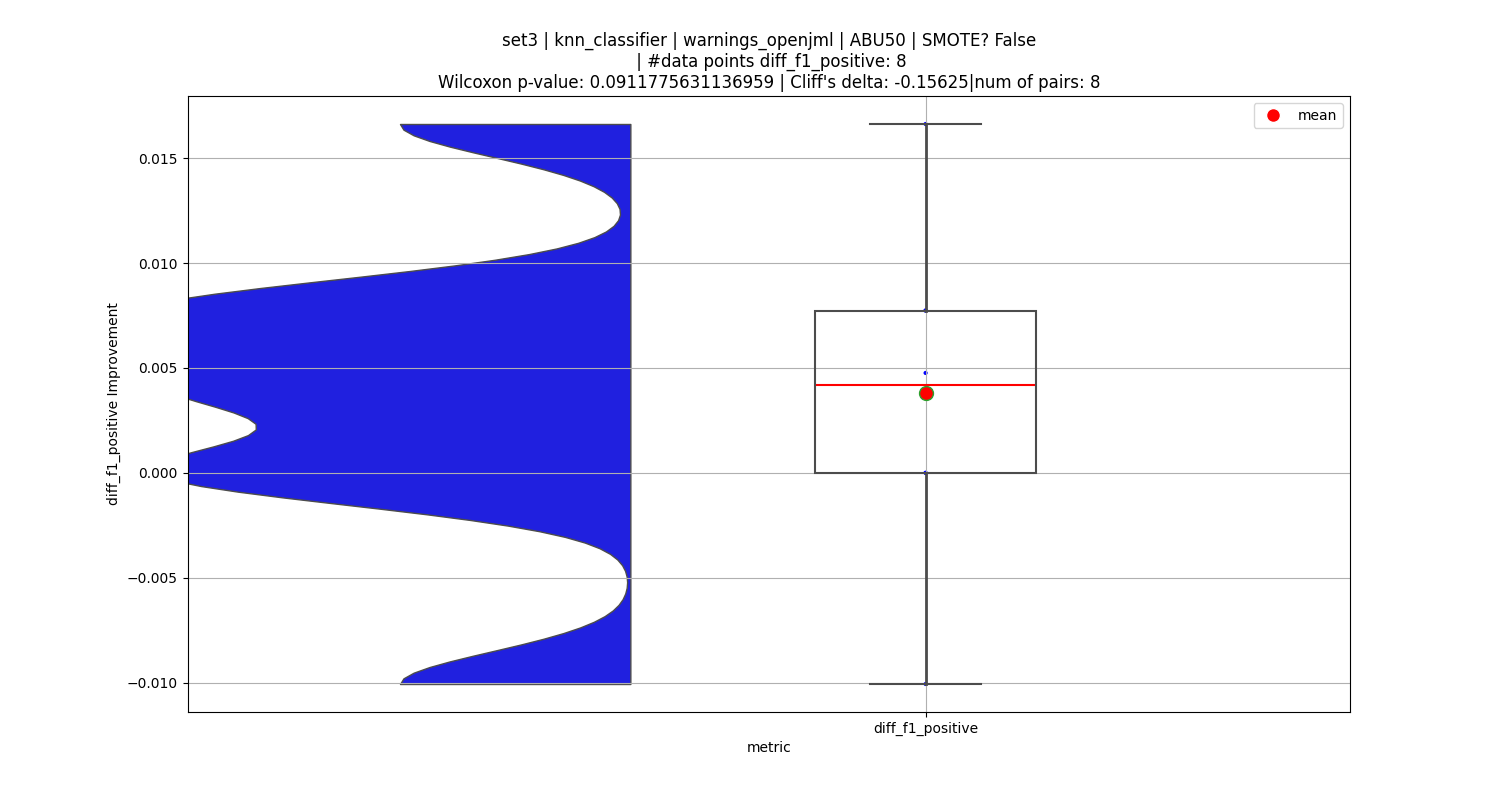 set3 | knn_classifier | warnings_openjml | ABU50 | SMOTE? False
| #data points diff_f1_positive: 8
Wilcoxon p-value: 0.0911775631136959 | Cliff's delta: -0.15625|num of pairs: 8
mean
0.015
0.010
0.005
0.000
−0.005
−0.010
diff_f1_positive Improvement
diff_f1_positive
metric